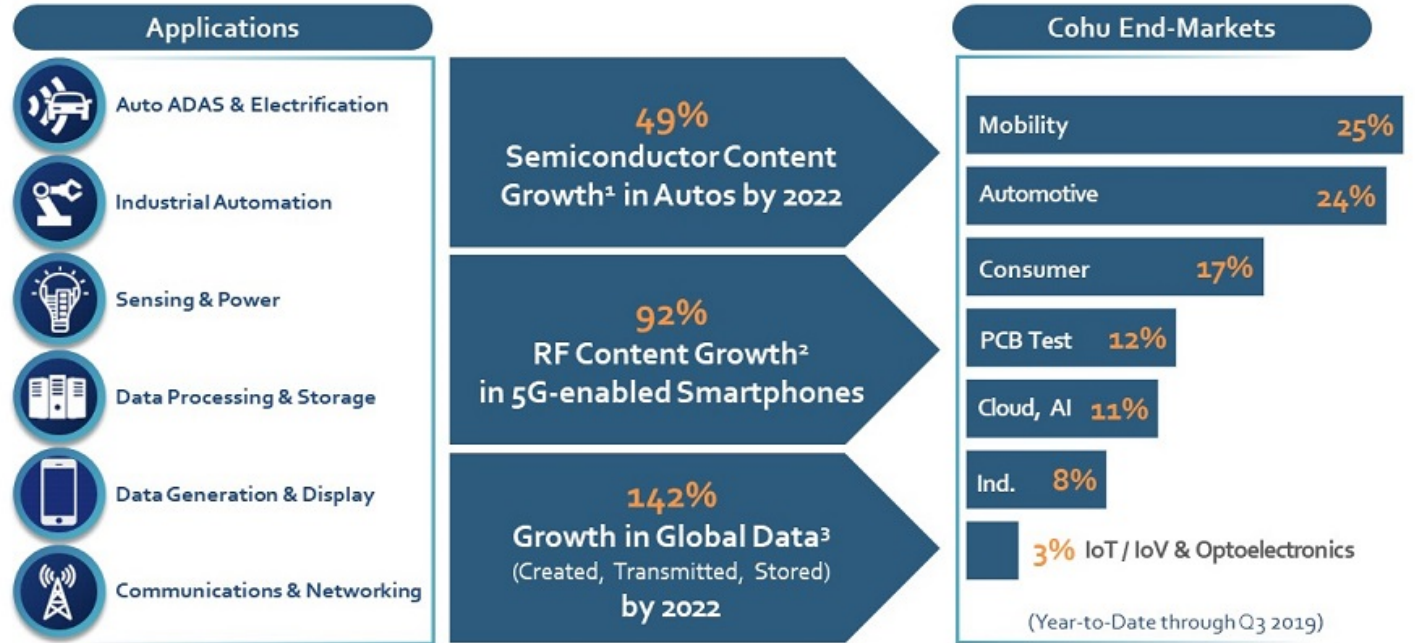 Applications
Auto ADAS & Electrification
Industrial Automation
Sensing & Power
Data Processing & Storage
Data Generation & Display
Communications & Networking
49%
Semiconductor Content
Growth¹ in Autos by 2022
92%
RF Content Growth²
in 5G-enabled Smartphones
142%
Growth in Global Data³
(Created, Transmitted, Stored)
by 2022
Cohu End-Markets
Mobility 25%
Automotive 24%
Consumer 17%
PCB Test 12%
Cloud, AI 11%
Ind. 8%
3% IoT / IoV & Optoelectronics
(Year-to-Date through Q3 2019)